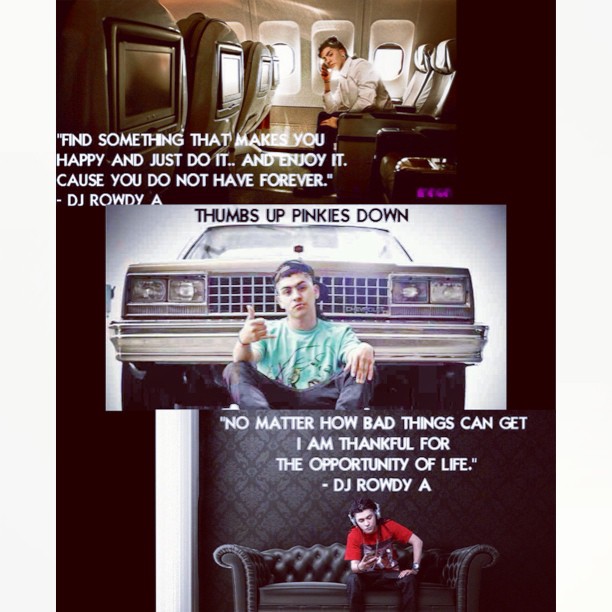 "FIND SOMETHING THAT MAKES YOU
HAPPY AND JUST DO IT.. AND ENJOY IT.
CAUSE YOU DO NOT HAVE FOREVER."
- DJ ROWDY A
THUMBS UP PINKIES DOWN
CHEVROLET
"NO MATTER HOW BAD THINGS CAN GET
I AM THANKFUL FOR
THE OPPORTUNITY OF LIFE."
- DJ ROWDY A